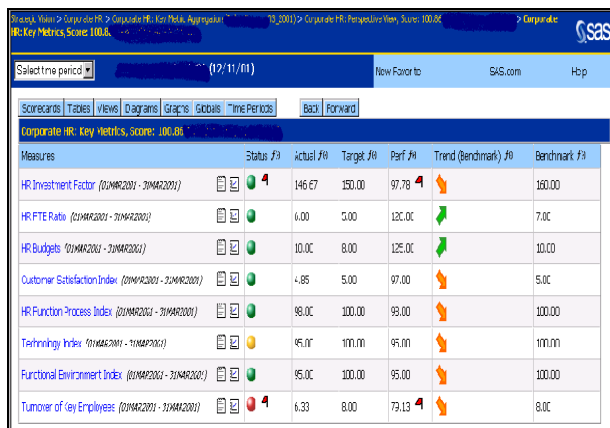 Strategic Vision > Corporate HR > Corporate HR: Key Metric Aggregation 03_2001) > Corporate HR: Perspective View, Score: 100.86 > Corporate
HR: Key Metrics, Score: 100.8
sas
Select time period (12/11/01) New Favorite SAS.com Help
Scorecards Tables Views Diagrams Graphs Globals Time Periods Back Forward
Corporate HR: Key Metrics, Score: 100.86
Measures Status Actual Target Perf Trend (Benchmark) Benchmark
HR Investment Factor (01MAR2001 - 31MAR2001) 146.67 150.00 97.78 160.00
HR FTE Ratio (01MAR2001 - 31MAR2001) 6.00 5.00 120.00 7.00
HR Budgets (01MAR2001 - 31MAR2001) 10.00 8.00 125.00 10.00
Customer Satisfaction Index (01MAR2001 - 31MAR2001) 4.85 5.00 97.00 5.00
HR Function Process Index (01MAR2001 - 31MAR2001) 98.00 100.00 100.00
Technology Index (01MAR2001 - 31MAR2001) 95.00 100.00 95.00 100.00
Functional Environment Index (01MAR2001 - 31MAR2001) 95.00 100.00 95.00 100.00
Turnover of Key Employees (01MAR2001 - 31MAR2001) 6.33 8.00 79.13 8.00